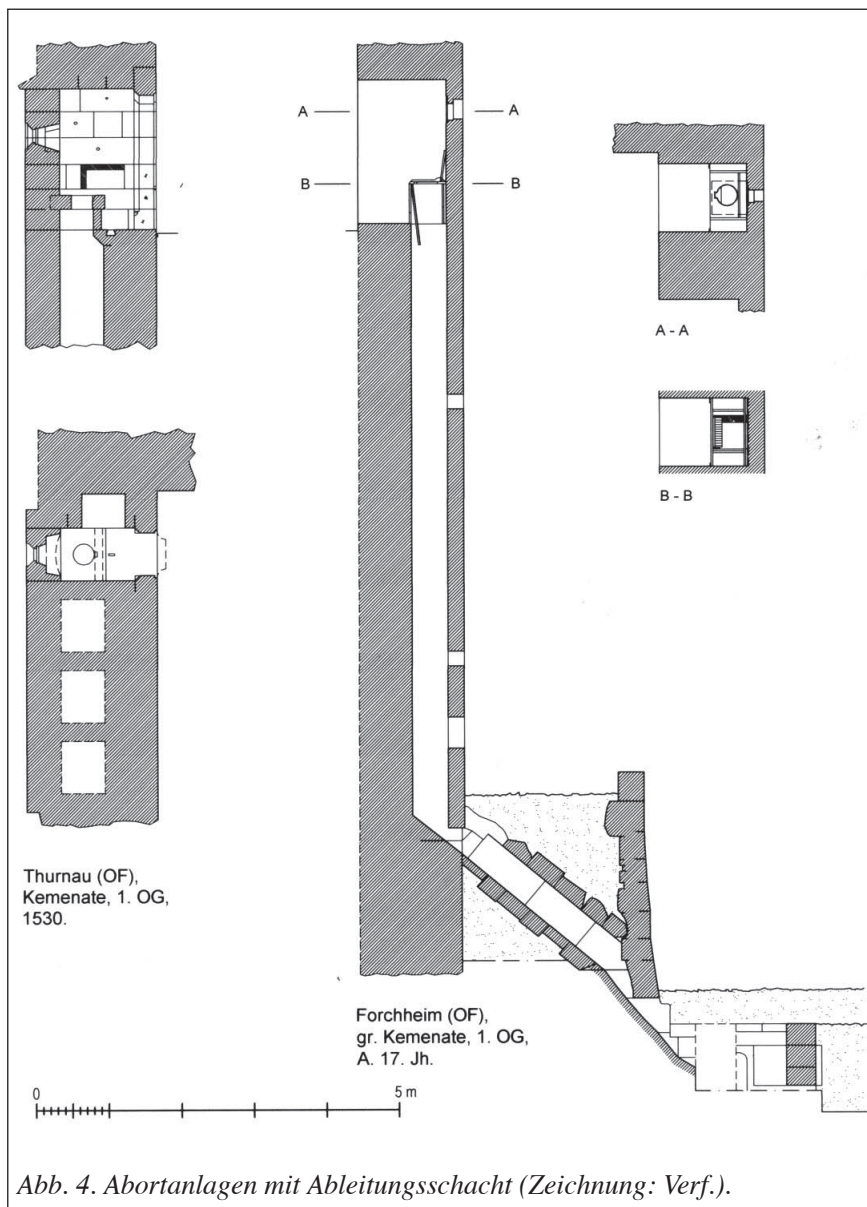 A A
B B
A - A
B - B
Thurnau (OF),
Kemenate, 1. OG,
1530.
Forchheim (OF),
gr. Kemenate, 1. OG,
A. 17. Jh.
0 5 m
Abb. 4. Abortanlagen mit Ableitungsschacht (Zeichnung: Verf.).